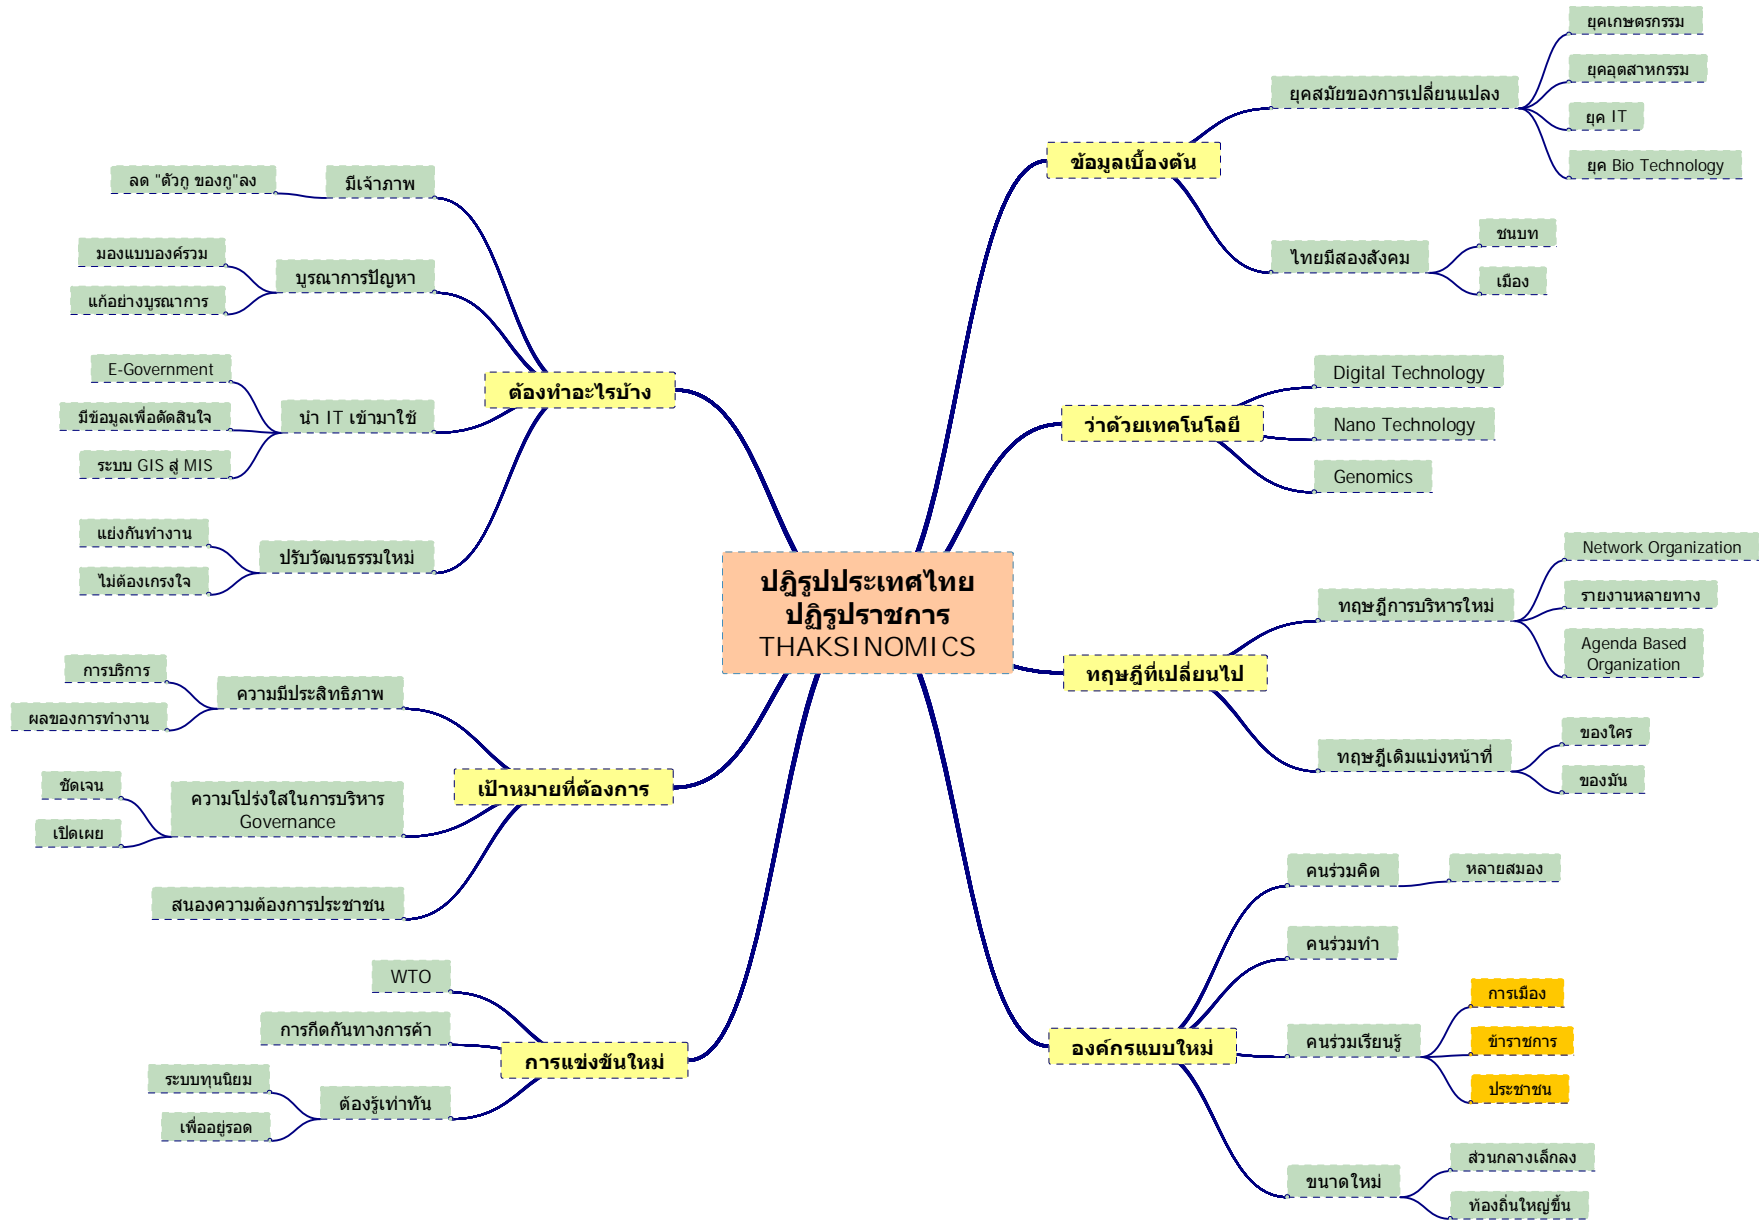 ปฎิรูปประเทศไทย
ปฏิรูปราชการ
THAKSINOMICS
ข้อมูลเบื้องต้น
ยุคสมัยของการเปลี่ยนแปลง
ยุคเกษตรกรรม
ยุคอุตสาหกรรม
ยุค IT
ยุค Bio Technology
ไทยมีสองสังคม
ชนบท
เมือง
ว่าด้วยเทคโนโลยี
Digital Technology
Nano Technology
Genomics
ทฤษฎีที่เปลี่ยนไป
ทฤษฎีการบริหารใหม่
Network Organization
รายงานหลายทาง
Agenda Based
Organization
ทฤษฎีเดิมแบ่งหน้าที่
ของใคร
ของมัน
องค์กรแบบใหม่
คนร่วมคิด
หลายสมอง
คนร่วมทำ
คนร่วมเรียนรู้
การเมือง
ข้าราชการ
ประชาชน
ขนาดใหม่
ส่วนกลางเล็กลง
ท้องถิ่นใหญ่ขึ้น
ต้องทำอะไรบ้าง
มีเจ้าภาพ
ลด "ตัวกู ของกู"ลง
บูรณาการปัญหา
มองแบบองค์รวม
แก้อย่างบูรณาการ
นำ IT เข้ามาใช้
E-Government
มีข้อมูลเพื่อตัดสินใจ
ระบบ GIS สู่ MIS
ปรับวัฒนธรรมใหม่
แย่งกันทำงาน
ไม่ต้องเกรงใจ
เป้าหมายที่ต้องการ
ความมีประสิทธิภาพ
การบริการ
ผลของการทำงาน
ความโปร่งใสในการบริหาร
Governance
ชัดเจน
เปิดเผย
สนองความต้องการประชาชน
การแข่งขันใหม่
WTO
การกีดกันทางการค้า
ต้องรู้เท่าทัน
ระบบทุนนิยม
เพื่ออยู่รอด